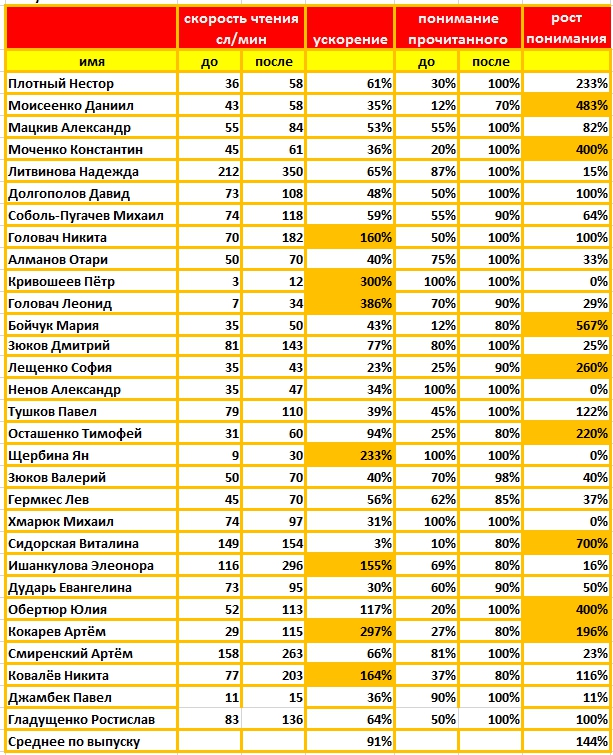 скорость чтения сл/мин ускорение понимание прочитанного рост понимания
имя до после до после
Плотный Нестор 36 58 61% 30% 100% 233%
Моисеенко Даниил 43 58 35% 12% 70% 483%
Мацкив Александр 55 84 53% 55% 100% 82%
Моченко Константин 45 61 36% 20% 100% 400%
Литвинова Надежда 212 350 65% 87% 100% 15%
Долгополов Давид 73 108 48% 50% 100% 100%
Соболь-Пугачев Михаил 74 118 59% 55% 90% 64%
Головач Никита 70 182 160% 50% 100% 100%
Алманов Отари 50 70 40% 75% 100% 33%
Кривошеев Пётр 3 12 300% 100% 100% 0%
Головач Леонид 7 34 386% 70% 90% 29%
Бойчук Мария 35 50 43% 12% 80% 567%
Зюков Дмитрий 81 143 77% 80% 100% 25%
Лещенко София 35 43 23% 25% 90% 260%
Ненов Александр 35 47 34% 100% 100% 0%
Тушков Павел 79 110 39% 45% 100% 122%
Осташенко Тимофей 31 60 94% 25% 80% 220%
Щербина Ян 9 30 233% 100% 100% 0%
Зюков Валерий 50 70 40% 70% 98% 40%
Гермкес Лев 45 70 56% 62% 85% 37%
Хмарюк Михаил 74 97 31% 100% 100% 0%
Сидорская Виталина 149 154 3% 10% 80% 700%
Ишанкулова Элеонора 116 296 155% 69% 80% 16%
Дударь Евангелина 73 95 30% 60% 90% 50%
Обертюр Юлия 52 113 117% 20% 100% 400%
Кокарев Артём 29 115 297% 27% 80% 196%
Смиренский Артём 158 263 66% 81% 100% 23%
Ковалёв Никита 77 203 164% 37% 80% 116%
Джамбек Павел 11 15 36% 90% 100% 11%
Гладущенко Ростислав 83 136 64% 50% 100% 100%
Среднее по выпуску 91% 144%